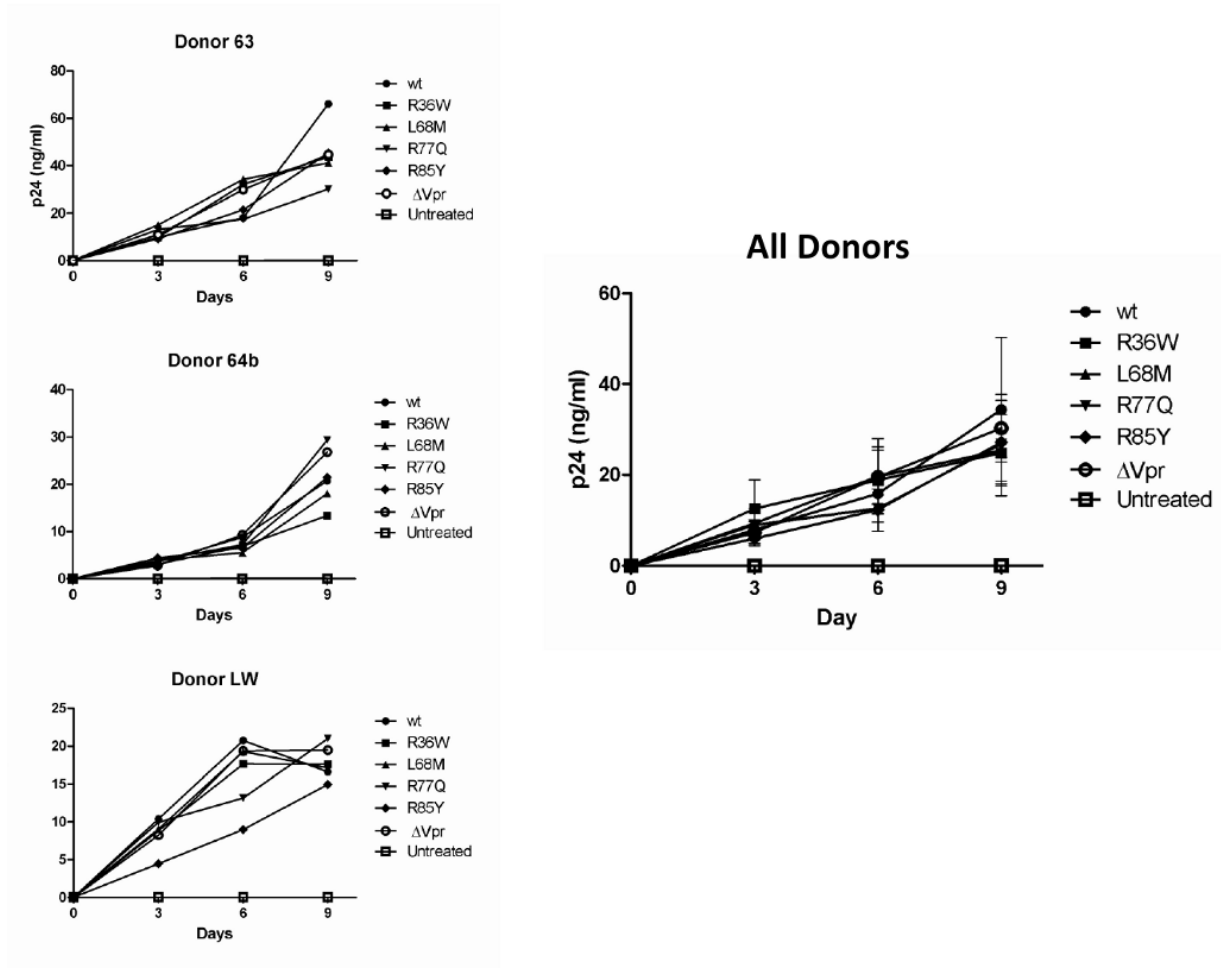 Donor 63
80
60
40
20
0
p24 (ng/ml)
0 3 6 9
Days
wt
R36W
L68M
R77Q
R85Y
ΔVpr
Untreated
Donor 64b
40
30
20
10
0
0 3 6 9
Days
wt
R36W
L68M
R77Q
R85Y
ΔVpr
Untreated
Donor LW
25
20
15
10
5
0
0 3 6 9
Days
wt
R36W
L68M
R77Q
R85Y
ΔVpr
Untreated
All Donors
60
40
20
0
p24 (ng/ml)
0 3 6 9
Day
wt
R36W
L68M
R77Q
R85Y
ΔVpr
Untreated